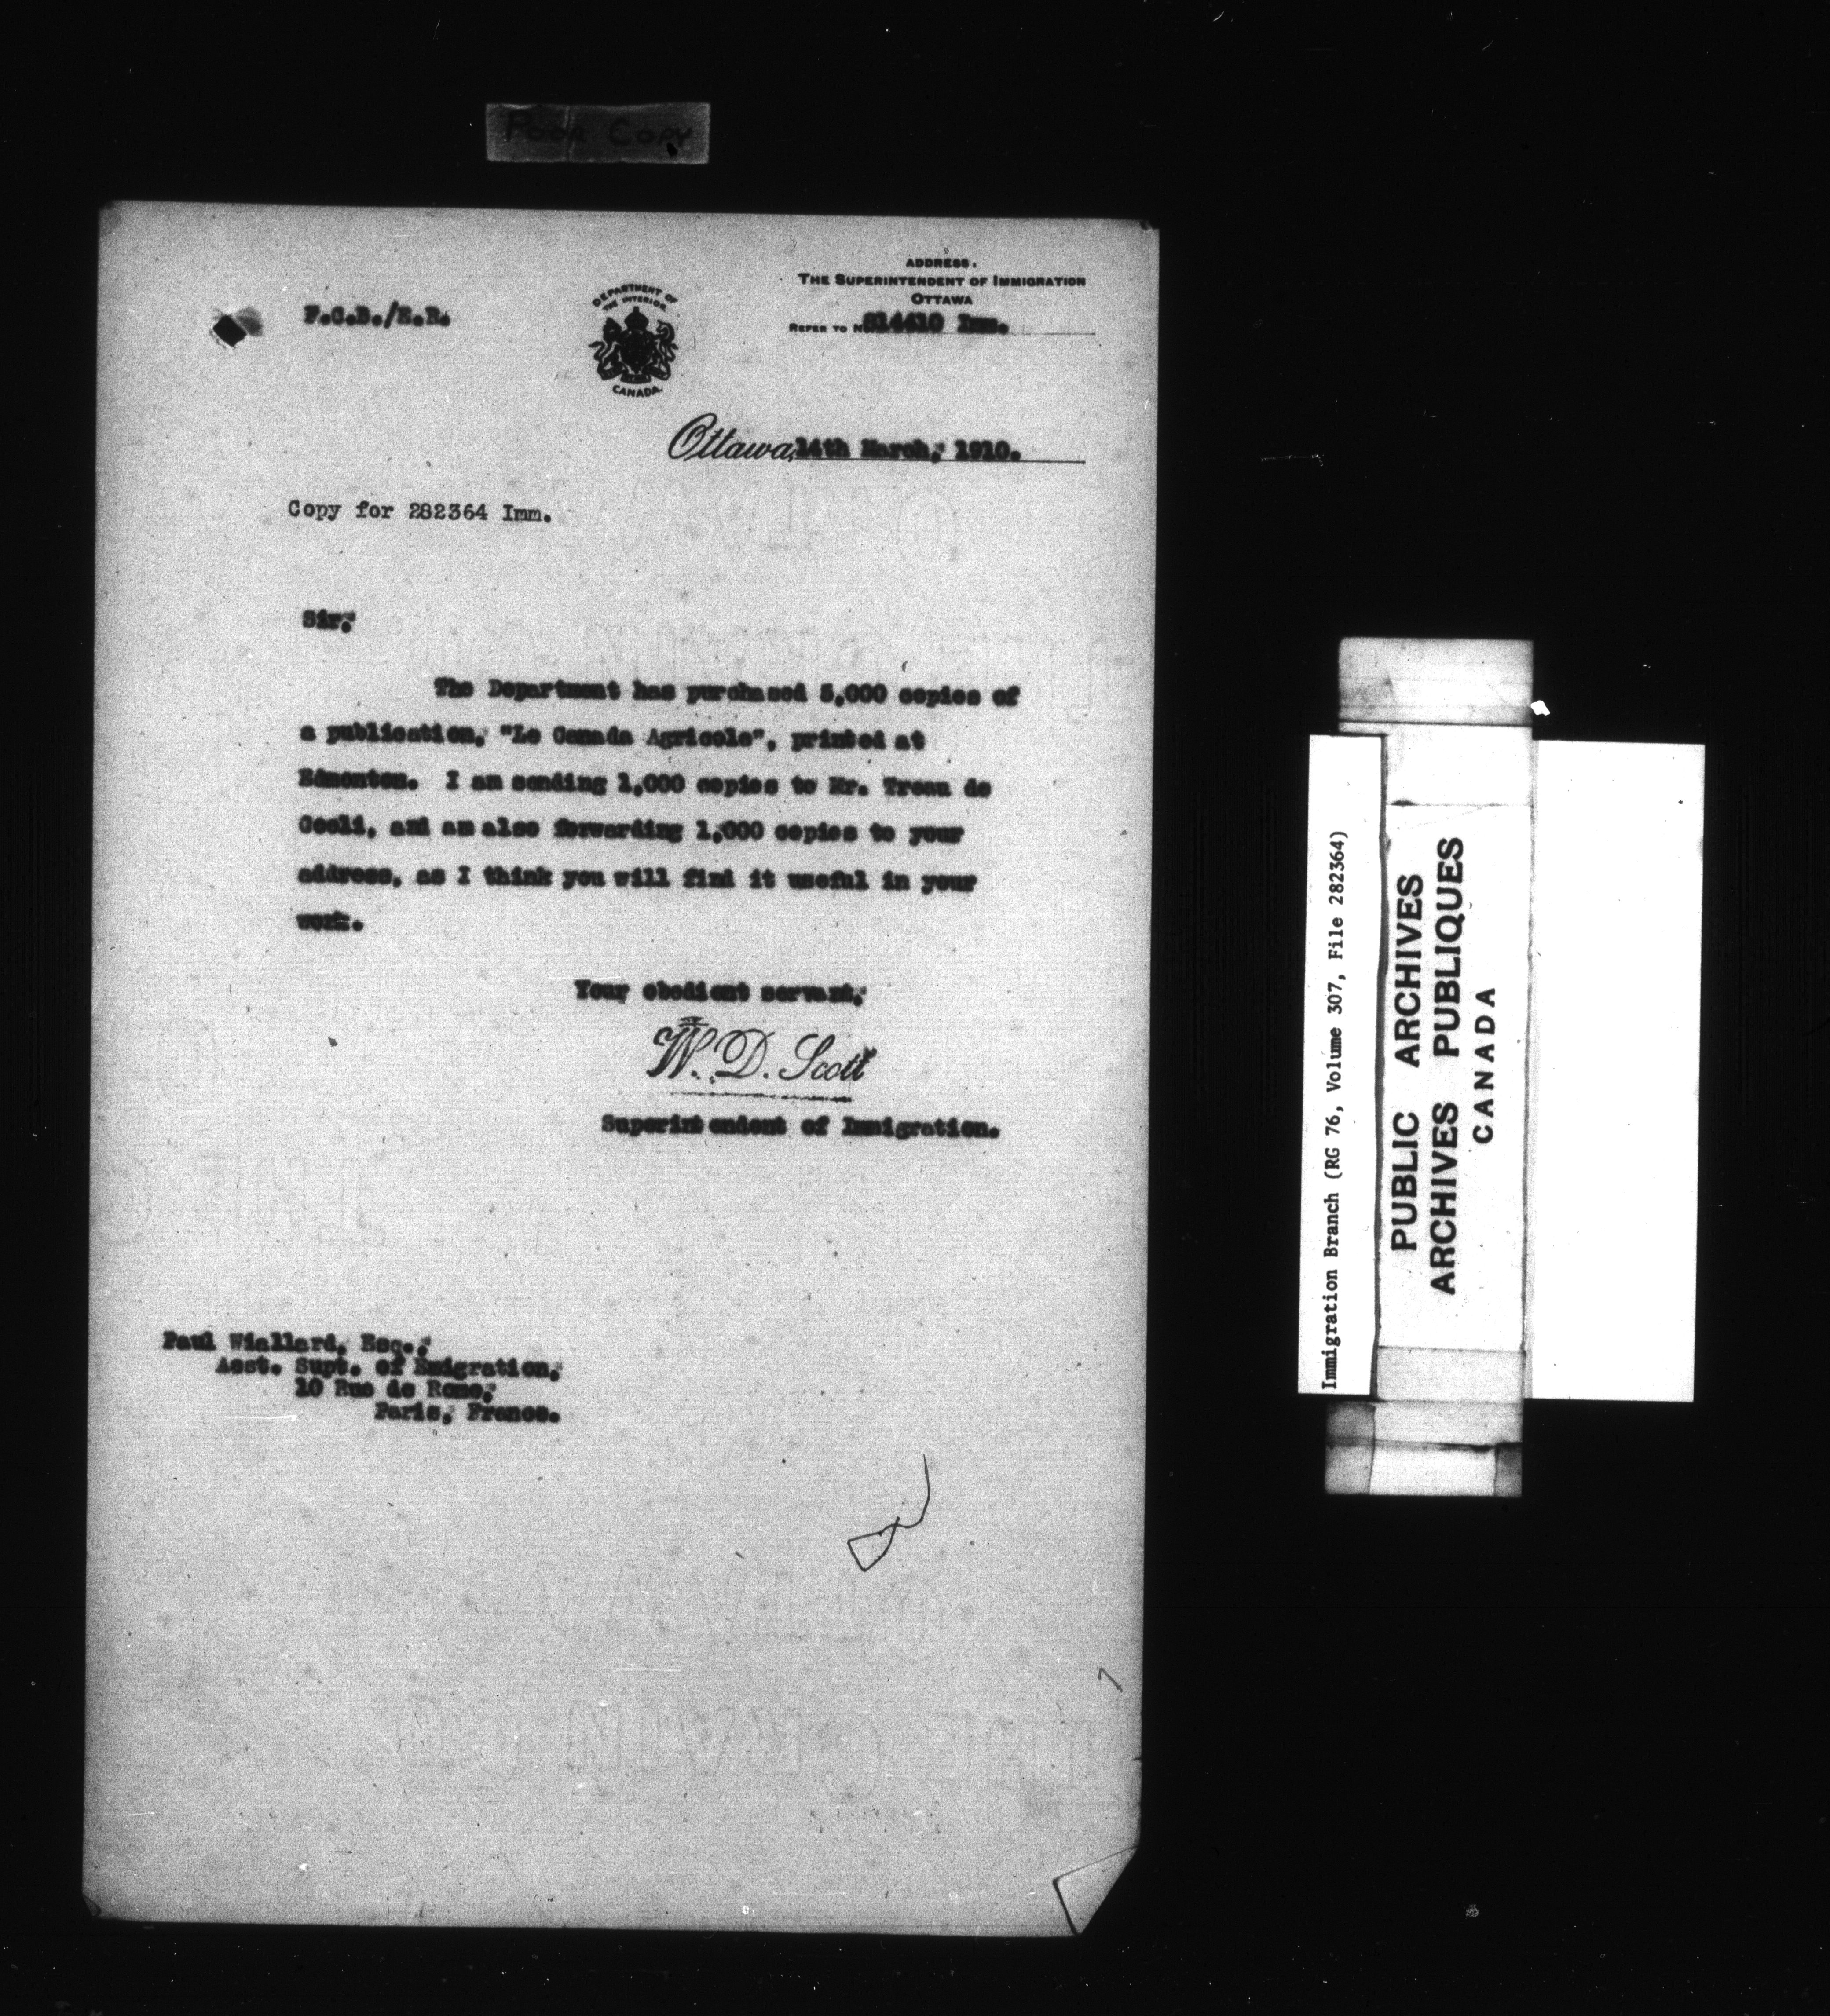 Poor Copy
ADDRESS.
THE SUPERINTENDENT OF IMMIGRATION
OTTAWA
REFER TO No 814410 Imm.
F.C.B./E.R.
DEPARTMENT OF
THE INTERIOR
CANADA.
Ottawa, 14th March, 1910.
Copy for 282364 Imm.
Sir,
The Department has purchased 5,000 copies of
a publication, "Le Canada Agricole", printed at
Edmonton. I am sending 1,000 copies to Mr. Treau de
Coeli, and am also forwarding 1,000 copies to your
address, as I think you will find it useful in your
work.
Your obedient servant,
W. D. Scott
Superintendent of Immigration.
Paul Wiallard, Esq.,
Asst. Supt. of Emigration,
10 Rue de Rome,
Paris, France.
Immigration Branch (RG 76, Volume 307, File 282364)
PUBLIC ARCHIVES
ARCHIVES PUBLIQUES
CANADA